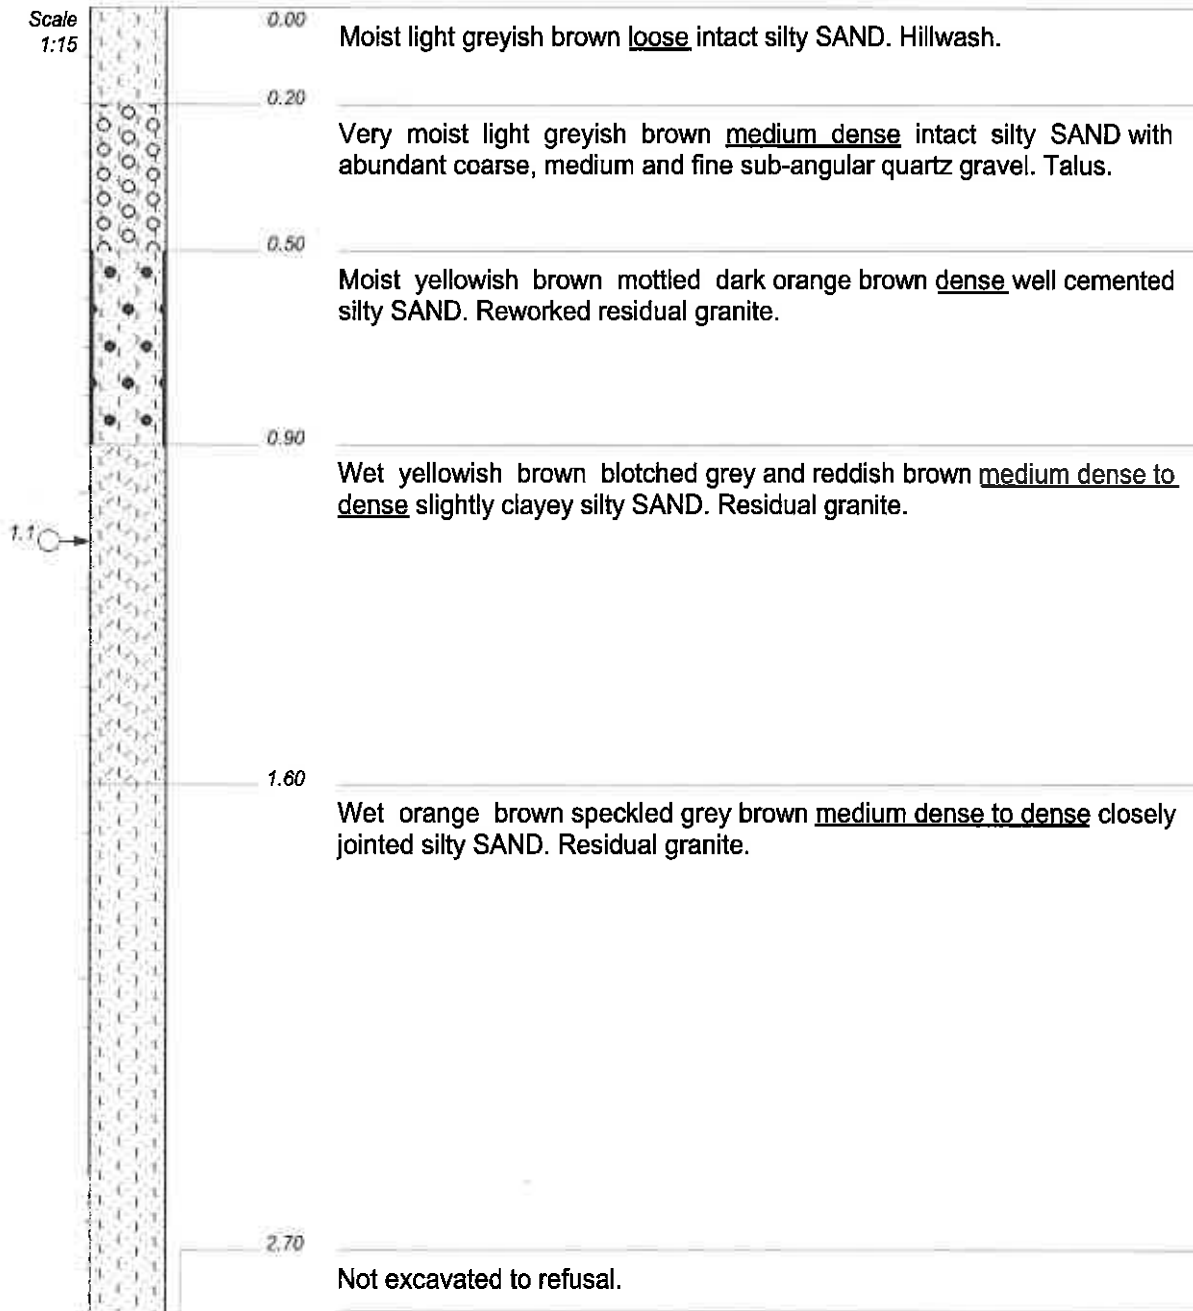 Scale
1:15
0.00
Moist light greyish brown loose intact silty SAND. Hillwash.
0.20
Very moist light greyish brown medium dense intact silty SAND with
abundant coarse, medium and fine sub-angular quartz gravel. Talus.
0.50
Moist yellowish brown mottled dark orange brown dense well cemented
silty SAND. Reworked residual granite.
0.90
Wet yellowish brown blotched grey and reddish brown medium dense to
dense slightly clayey silty SAND. Residual granite.
1.1
1.60
Wet orange brown speckled grey brown medium dense to dense closely
jointed silty SAND. Residual granite.
2.70
Not excavated to refusal.